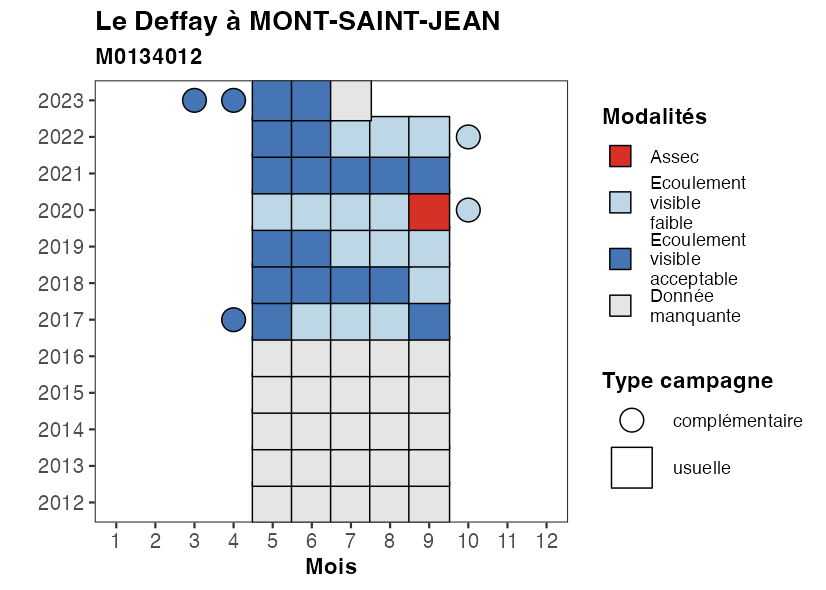 Le Deffay à MONT-SAINT-JEAN
M0134012
2023
2022
2021
2020
2019
2018
2017
2016
2015
2014
2013
2012
1 2 3 4 5 6 7 8 9 10 11 12
Mois
Modalités
Assec
Ecoulement
visible
faible
Ecoulement
visible
acceptable
Donnée
manquante
Type campagne
complémentaire
usuelle